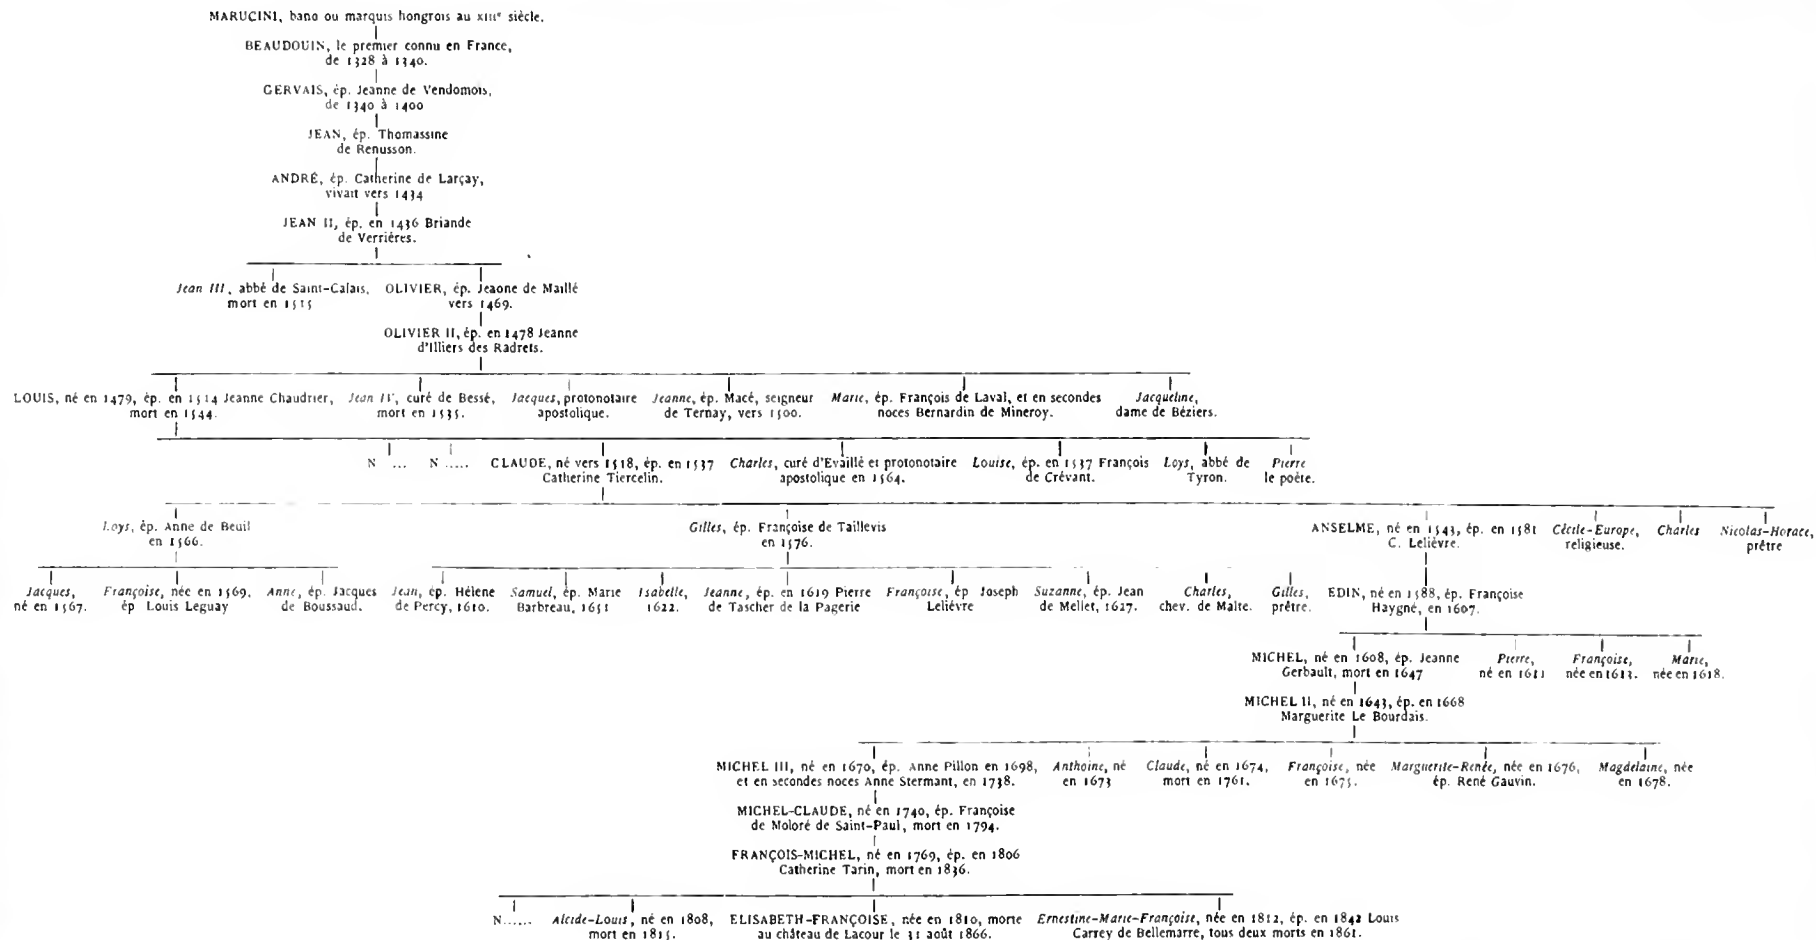 MARUCINI, bano ou marquis hongrois au XIIIe siècle.
BEAUDOUIN, le premier connu en France,
de 1328 à 1340.
GERVAIS, ép. Jeanne de Vendomois,
de 1340 à 1400
JEAN, ép. Thomassine
de Renusson.
ANDRÉ, ép. Catherine de Larçay,
vivait vers 1434
JEAN II, ép. en 1436 Briande
de Verrières.
Jean III, abbé de Saint-Calais,
mort en 1515
OLIVIER, ép. Jeaone de Maillé
vers 1469.
OLIVIER II, ép. en 1478 Jeanne
d'Illiers des Radrets.
LOUIS, né en 1479, ép. en 1514 Jeanne Chaudrier,
mort en 1544.
Jean IV, curé de Bessé,
mort en 1535.
Jacques, protonotaire
apostolique.
Jeanne, ép. Macé, seigneur
de Ternay, vers 1500.
Marie, ép. François de Laval, et en secondes
noces Bernardin de Mineroy.
Jacqueline,
dame de Béziers.
N ...
N .....
CLAUDE, né vers 1518, ép. en 1537
Catherine Tiercelin.
Charles, curé d'Evaillé et protonotaire
apostolique en 1564.
Louise, ép. en 1537 François
de Crévant.
Loys, abbé de
Tyron.
Pierre
le poète.
Loys, ép. Anne de Beuil
en 1566.
Gilles, ép. Françoise de Taillevis
en 1576.
ANSELME, né en 1543, ép. en 1581
C. Lelièvre.
Cécile-Europe,
religieuse.
Charles
Nicolas-Horace,
prêtre
Jacques,
né en 1567.
Françoise, née en 1569,
ép Louis Leguay
Anne, ép. Jacques
de Boussaud.
Jean, ép. Hélène
de Percy, 1610.
Samuel, ép. Marie
Barbreau, 1651
Isabelle,
1622.
Jeanne, ép. en 1619 Pierre
de Tascher de la Pagerie
Françoise, ép Joseph
Leliévre
Suzanne, ép. Jean
de Mellet, 1627.
Charles,
chev. de Malte.
Gilles,
prêtre.
EDIN, né en 1588, ép. Françoise
Haygné, en 1607.
MICHEL, né en 1608, ép. Jeanne
Gerbault, mort en 1647
Pierre,
né en 1611
Françoise,
née en 1613.
Marie,
née en 1618.
MICHEL II, né en 1643, ép. en 1668
Marguerite Le Bourdais.
MICHEL III, né en 1670, ép. Anne Pillon en 1698,
et en secondes noces Anne Stermant, en 1738.
Anthoine, né
en 1673
Claude, né en 1674,
mort en 1761.
Françoise, née
en 1675.
Marguerite-Renée, née en 1676,
ép. René Gauvin.
Magdelaine, née
en 1678.
MICHEL-CLAUDE, né en 1740, ép. Françoise
de Moloré de Saint-Paul, mort en 1794.
FRANÇOIS-MICHEL, né en 1769, ép. en 1806
Catherine Tarin, mort en 1836.
N......
Alcide-Louis, né en 1808,
mort en 1815.
ELISABETH-FRANÇOISE, née en 1810, morte
au château de Lacour le 31 août 1866.
Ernestine-Marie-Françoise, née en 1812, ép. en 1842 Louis
Carrey de Bellemarre, tous deux morts en 1861.